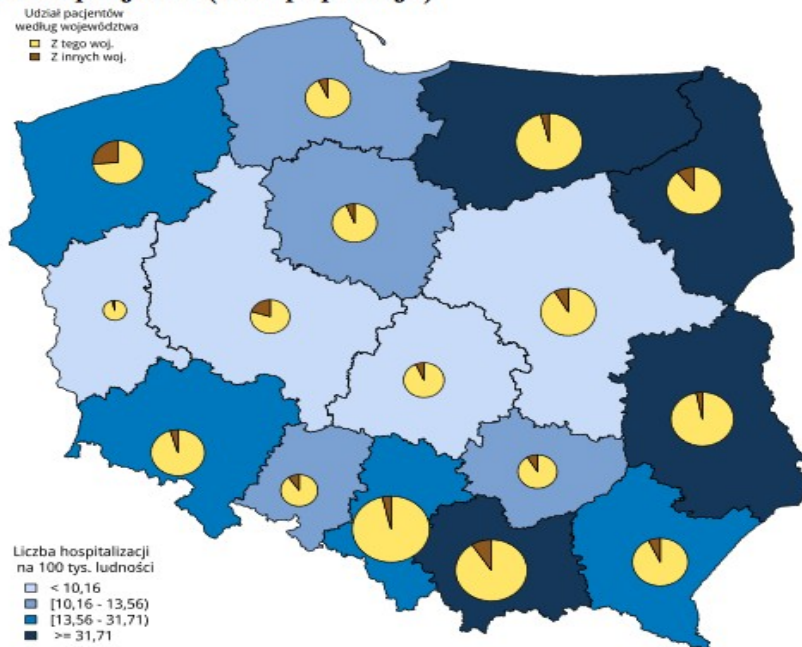 Udział pacjentów
według województwa
Z tego woj.
Z innych woj.
Liczba hospitalizacji
na 100 tys. ludności
< 10,16
[10,16 - 13,56)
[13,56 - 31,71)
>= 31,71